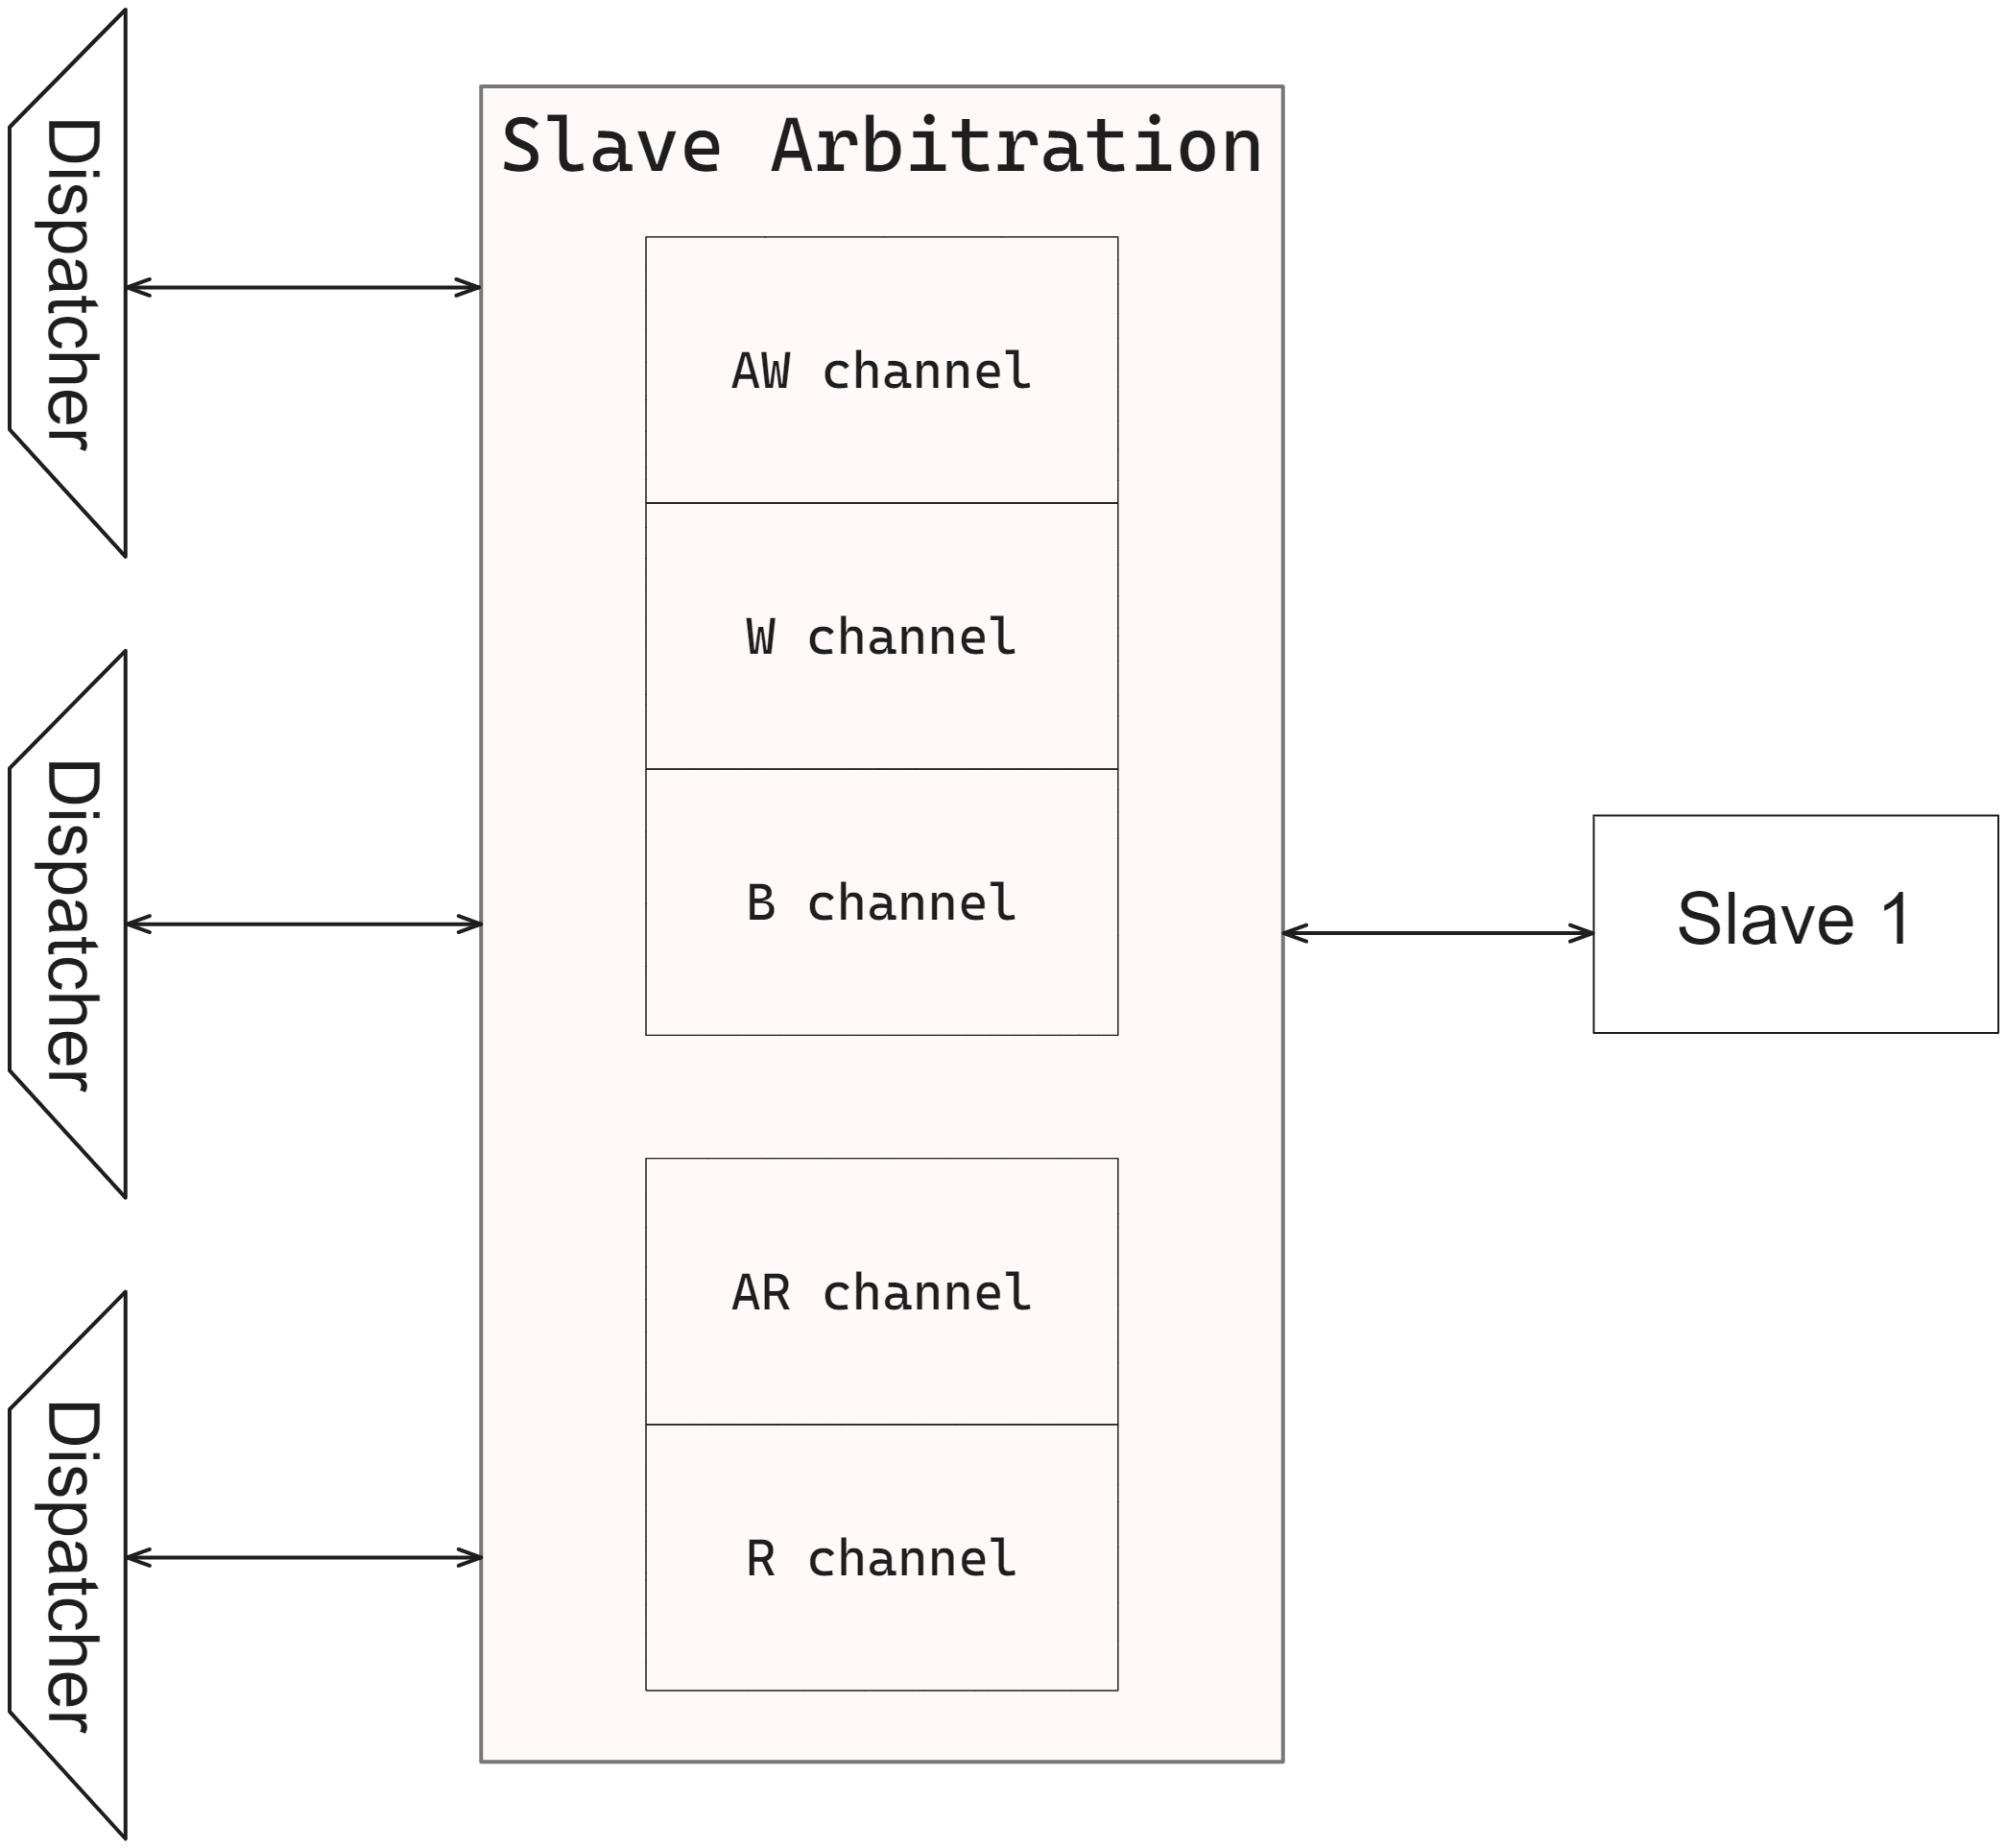 Dispatcher
Dispatcher
Dispatcher
Slave Arbitration
AW channel
W channel
B channel
AR channel
R channel
Slave 1